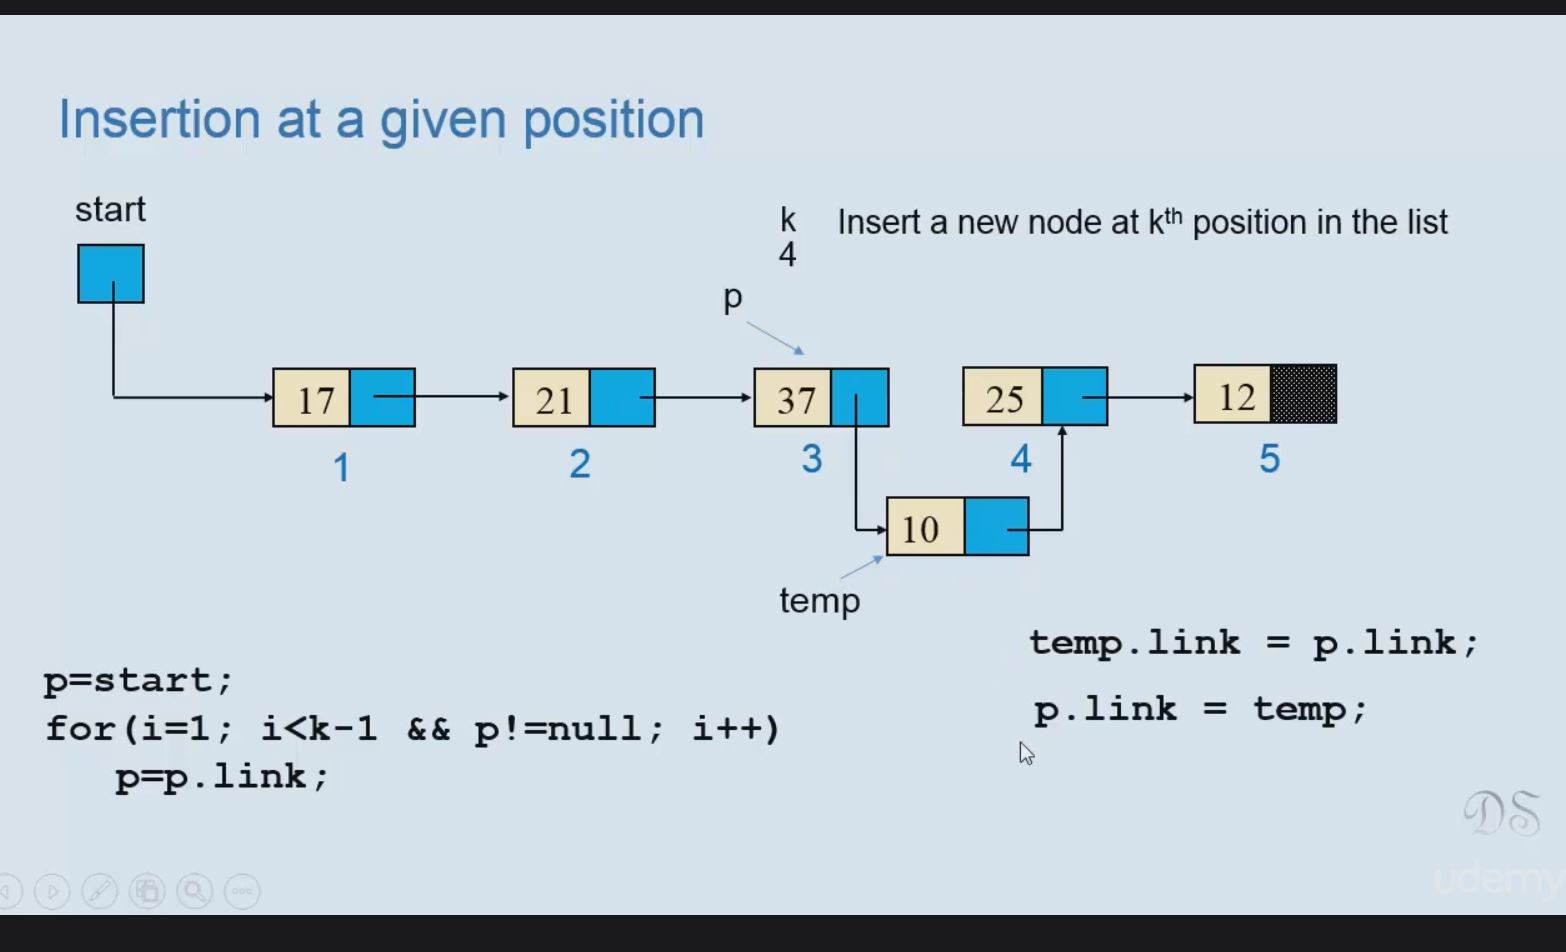 Insertion at a given position
start
k Insert a new node at kth position in the list
4
p
17 21 37 25 12
1 2 3 4 5
10
temp
temp.link = p.link;
p.link = temp;
p=start;
for(i=1; i<k-1 && p!=null; i++)
p=p.link;
DS
udemy